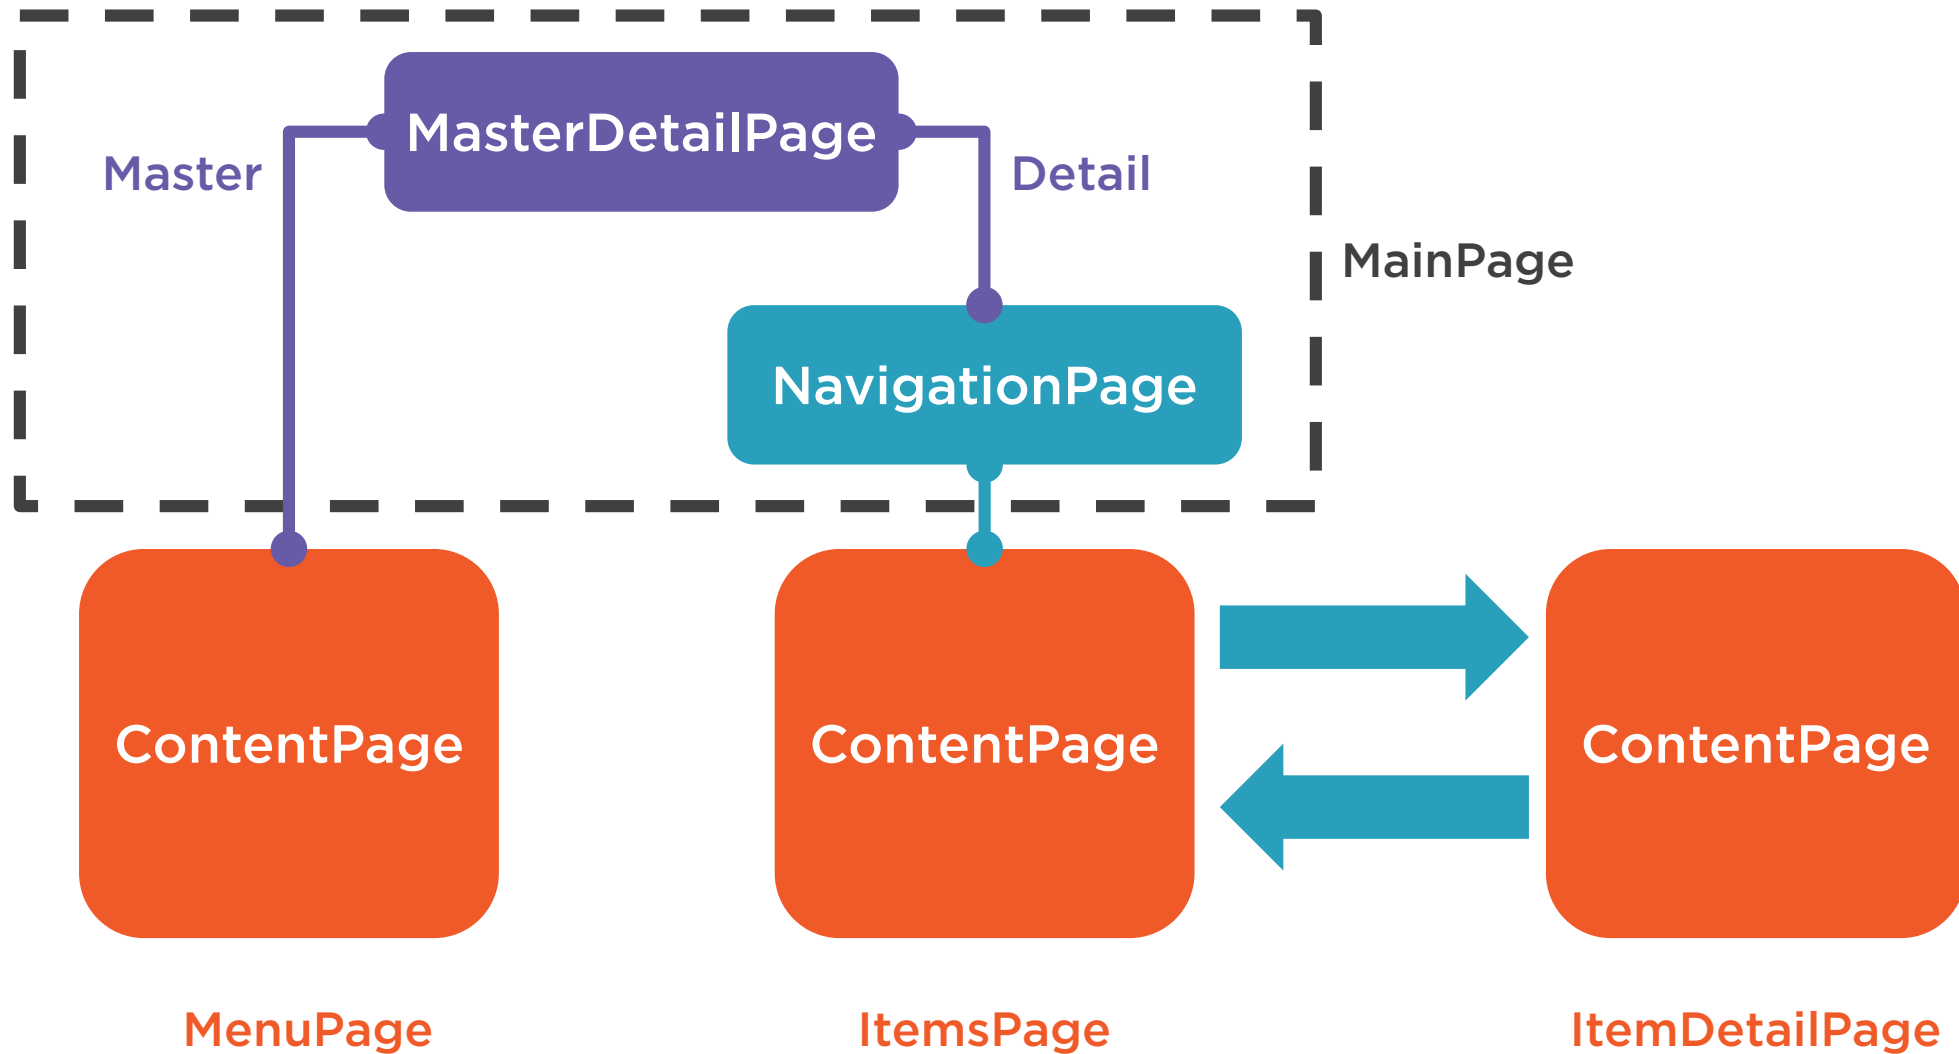 MasterDetailPage
Master
Detail
MainPage
NavigationPage
ContentPage
ContentPage
ContentPage
MenuPage
ItemsPage
ItemDetailPage